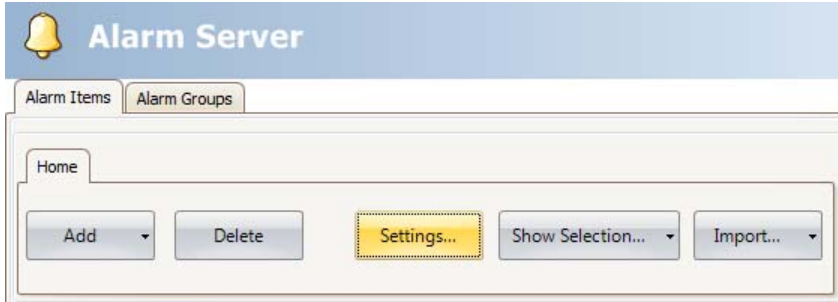 Alarm Server
Alarm Items Alarm Groups
Home
Add Delete Settings... Show Selection... Import...